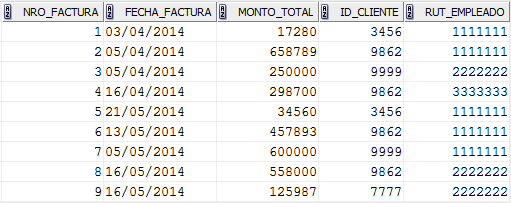 NRO_FACTURA FECHA_FACTURA MONTO_TOTAL ID_CLIENTE RUT_EMPLEADO
1 03/04/2014 17280 3456 1111111
2 05/04/2014 658789 9862 1111111
3 05/04/2014 250000 9999 2222222
4 16/04/2014 298700 9862 3333333
5 21/05/2014 34560 3456 1111111
6 13/05/2014 457893 9862 1111111
7 05/05/2014 600000 9999 1111111
8 16/05/2014 558000 9862 2222222
9 16/05/2014 125987 7777 2222222